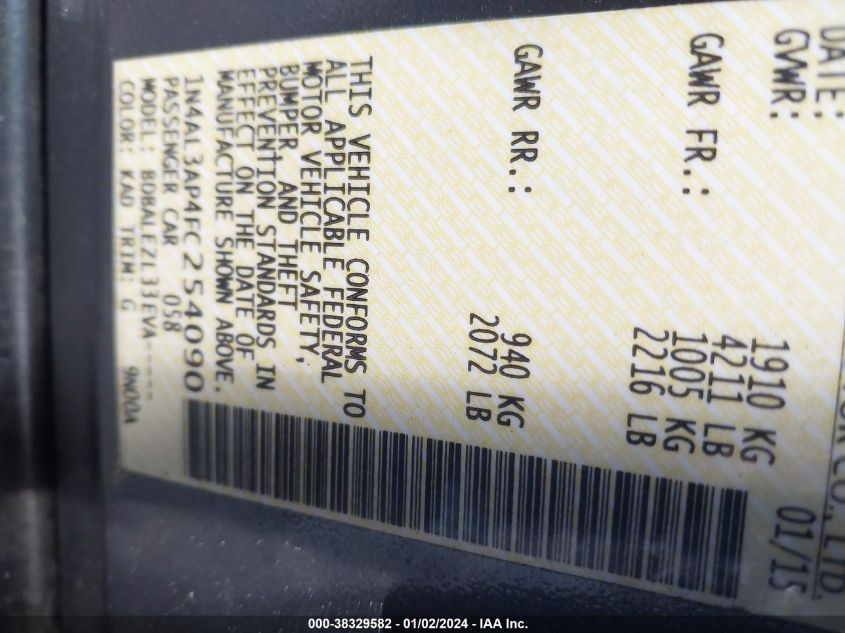 CO., LTD.
DATE: 01/15
GVWR: 1910 KG
4211 LB
GAWR FR.: 1005 KG
2216 LB
GAWR RR.: 940 KG
2072 LB
THIS VEHICLE CONFORMS TO
ALL APPLICABLE FEDERAL
MOTOR VEHICLE SAFETY,
BUMPER, AND THEFT
PREVENTION STANDARDS IN
EFFECT ON THE DATE OF
MANUFACTURE SHOWN ABOVE.
1N4AL3AP4FC254090
PASSENGER CAR 058
MODEL: BDBALEZL33EVA----
COLOR: KAD TRIM: G 9N00A
000-38329582 - 01/02/2024 - IAA Inc.